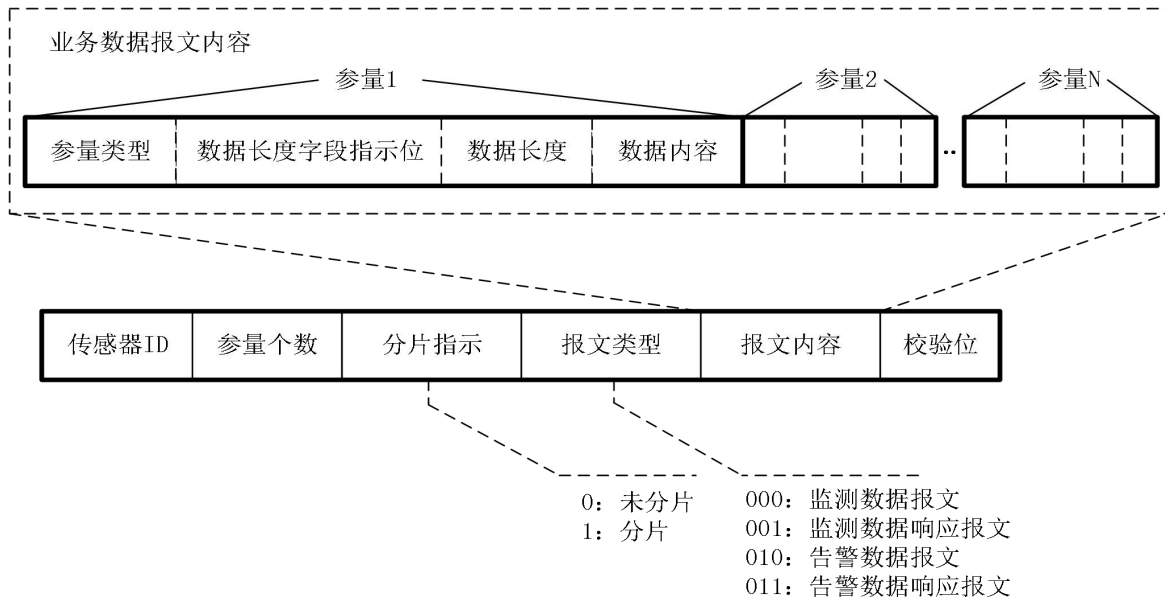 业务数据报文内容
参量1 参量2 参量N
参量类型 数据长度字段指示位 数据长度 数据内容 ..
传感器ID 参量个数 分片指示 报文类型 报文内容 校验位
0: 未分片
1: 分片
000: 监测数据报文
001: 监测数据响应报文
010: 告警数据报文
011: 告警数据响应报文